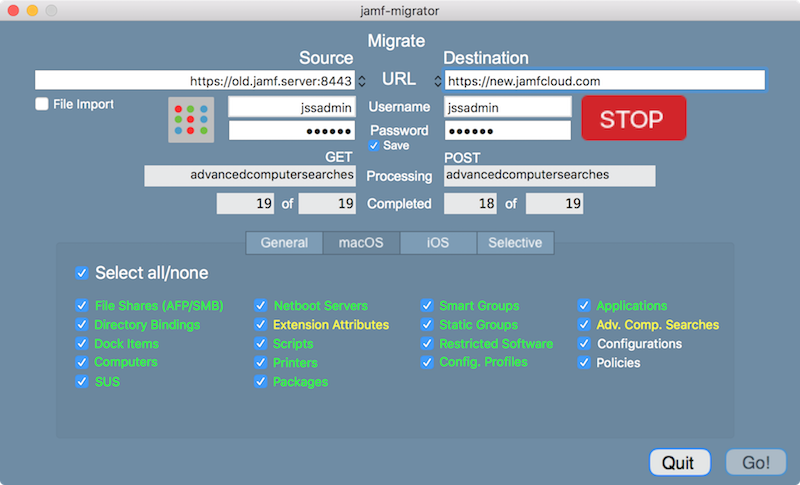 jamf-migrator
Migrate
Source
Destination
https://old.jamf.server:8443
URL
https://new.jamfcloud.com
File Import
jssadmin
Username
jssadmin
STOP
••••••
Password
••••••
Save
GET
POST
advancedcomputersearches
Processing
advancedcomputersearches
19 of 19
Completed
18 of 19
General
macOS
iOS
Selective
Select all/none
File Shares (AFP/SMB)
Netboot Servers
Smart Groups
Applications
Directory Bindings
Extension Attributes
Static Groups
Adv. Comp. Searches
Dock Items
Scripts
Restricted Software
Configurations
Computers
Printers
Config. Profiles
Policies
SUS
Packages
Quit
Go!